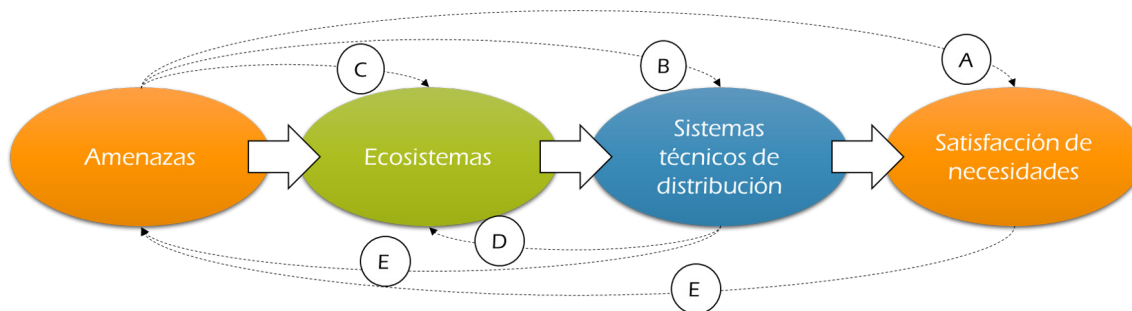 A
B
C
Amenazas
Ecosistemas
Sistemas
técnicos de
distribución
Satisfacción de
necesidades
D
E
E